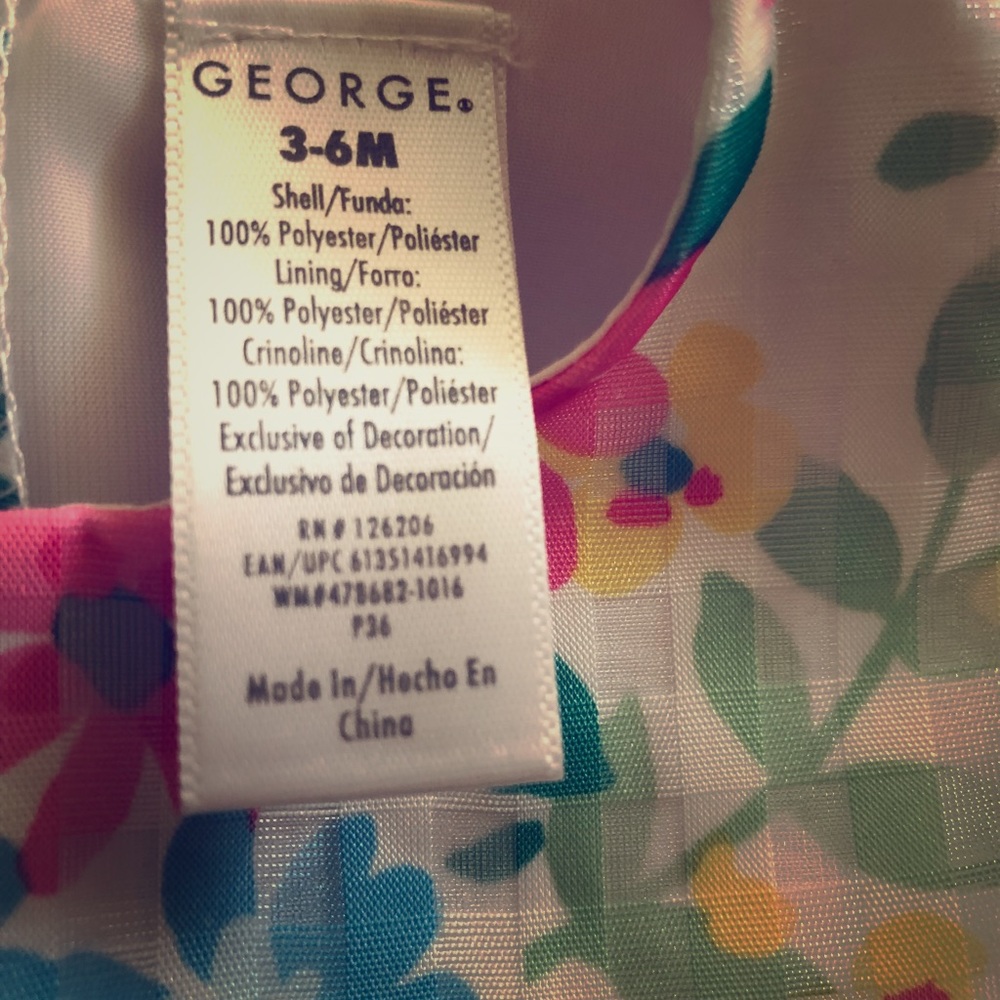 GEORGE®
3-6M
Shell/Funda:
100% Polyester/Poliéster
Lining/Forro:
100% Polyester/Poliéster
Crinoline/Crinolina:
100% Polyester/Poliéster
Exclusive of Decoration/
Exclusivo de Decoración
RN # 126206
EAN/UPC 61351416994
WM#478682-1016
P36
Made In/Hecho En
China